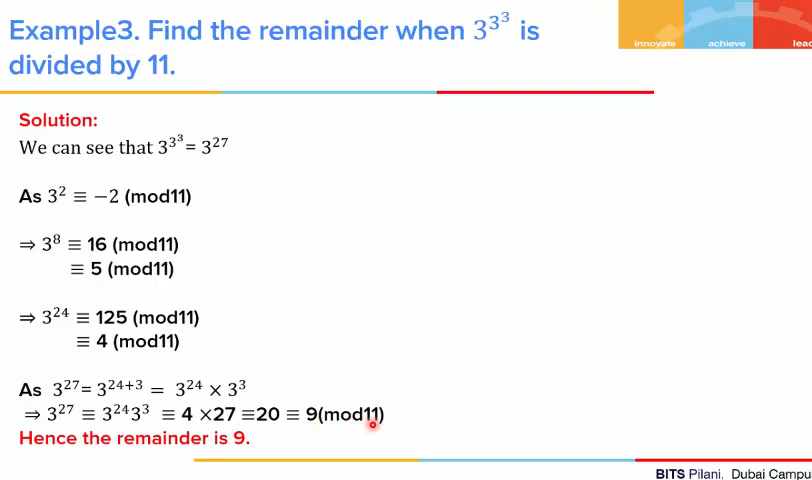 Example3. Find the remainder when 3^{3^3} is
divided by 11.
innovate achieve lead
Solution:
We can see that 3^{3^3} = 3^{27}
As 3^2 ≡ −2 (mod11)
⇒ 3^8 ≡ 16 (mod11)
≡ 5 (mod11)
⇒ 3^{24} ≡ 125 (mod11)
≡ 4 (mod11)
As 3^{27} = 3^{24+3} = 3^{24} × 3^3
⇒ 3^{27} ≡ 3^{24}3^3 ≡ 4 ×27 ≡20 ≡ 9(mod11)
Hence the remainder is 9.
BITS Pilani, Dubai Campu